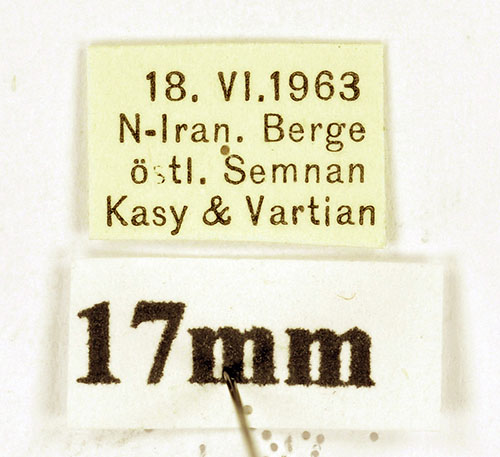 18. VI.1963
N-Iran. Berge
östl. Semnan
Kasy & Vartian
17mm